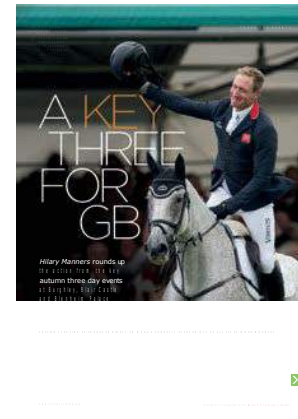 A KEY
THREE
FOR
GB
Hilary Manners rounds up
the action from the key
autumn three day events
at Burghley, Blair Castle
and Blenheim Palace